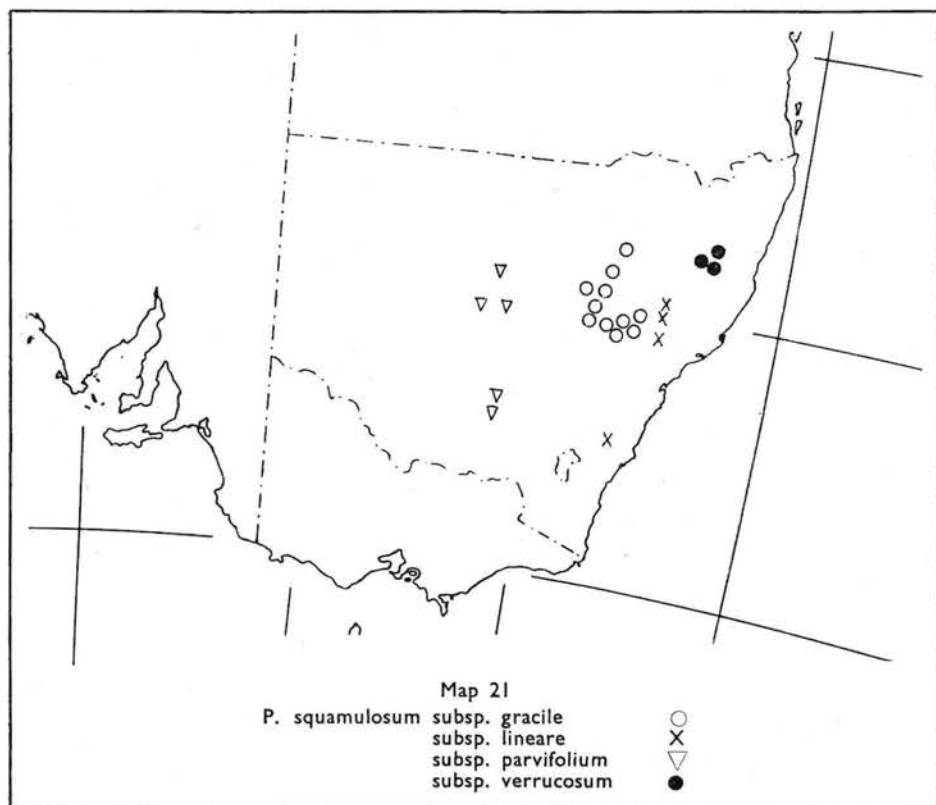 Map 21
P. squamulosum subsp. gracile
subsp. lineare
subsp. parvifolium
subsp. verrucosum